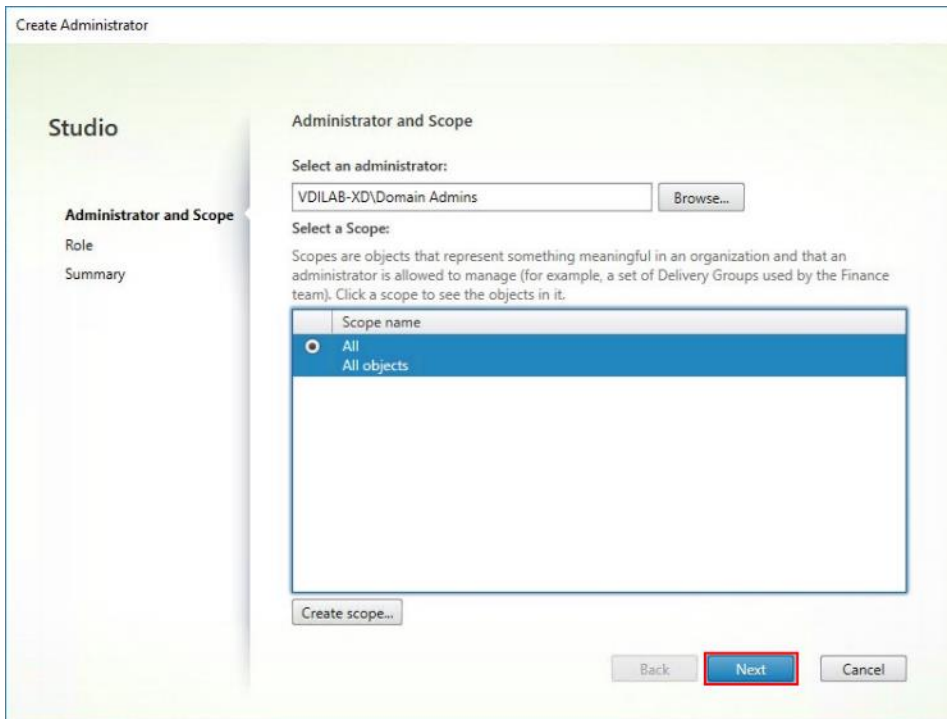 Create Administrator
Studio
Administrator and Scope
Role
Summary
Administrator and Scope
Select an administrator:
VDILAB-XD\Domain Admins
Browse...
Select a Scope:
Scopes are objects that represent something meaningful in an organization and that an
administrator is allowed to manage (for example, a set of Delivery Groups used by the Finance
team). Click a scope to see the objects in it.
Scope name
All
All objects
Create scope...
Back
Next
Cancel